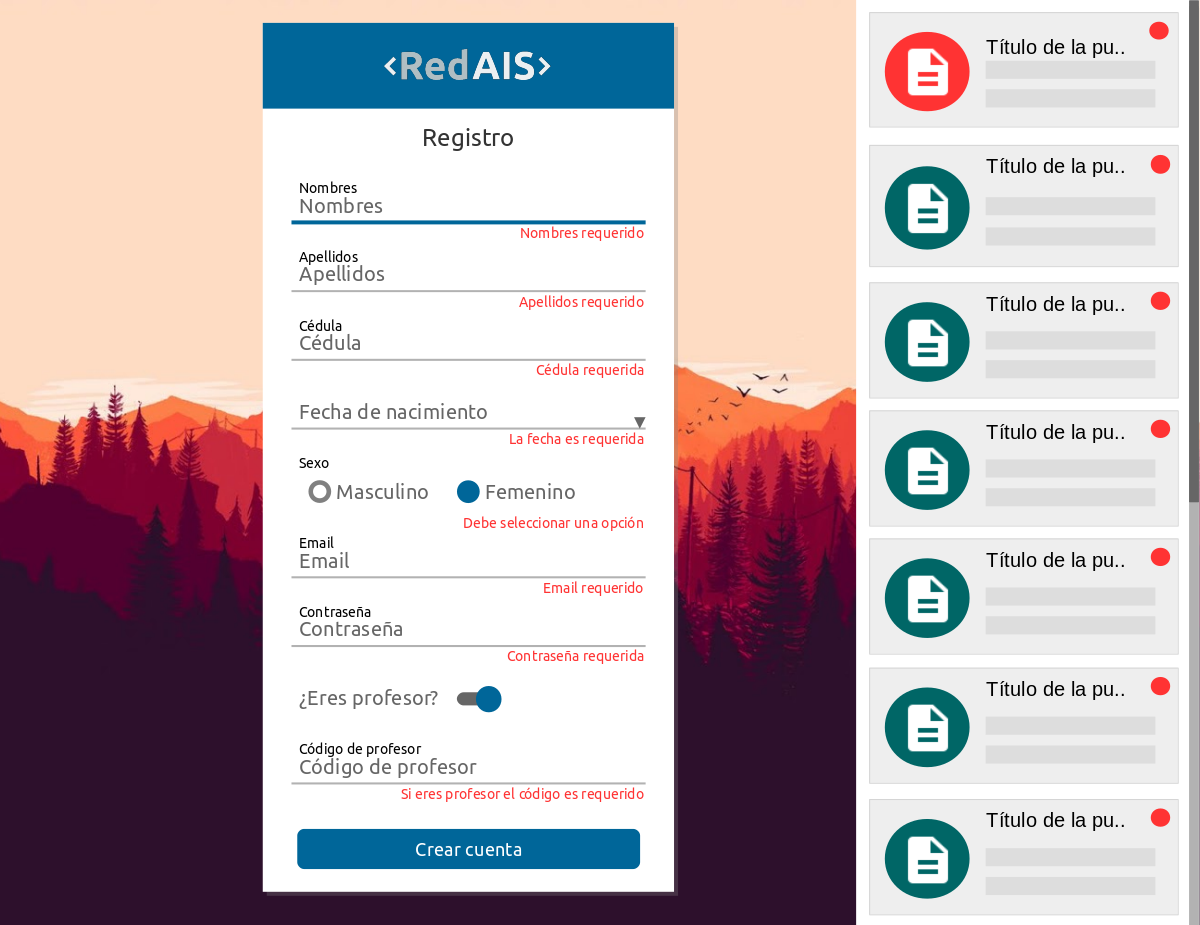 <RedAIS>
Registro
Nombres
Nombres
Nombres requerido
Apellidos
Apellidos
Apellidos requerido
Cédula
Cédula
Cédula requerida
Fecha de nacimiento
La fecha es requerida
Sexo
Masculino Femenino
Debe seleccionar una opción
Email
Email
Email requerido
Contraseña
Contraseña
Contraseña requerida
¿Eres profesor?
Código de profesor
Código de profesor
Si eres profesor el código es requerido
Crear cuenta
Título de la pu..
Título de la pu..
Título de la pu..
Título de la pu..
Título de la pu..
Título de la pu..
Título de la pu..